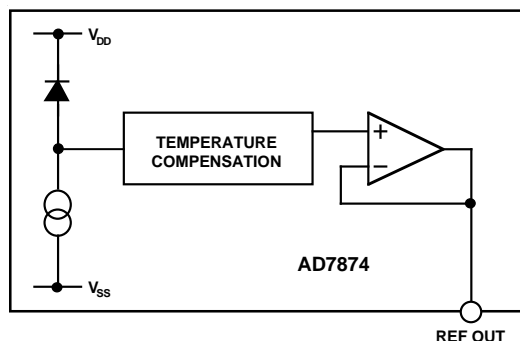 VDD
TEMPERATURE
COMPENSATION
+
−
AD7874
VSS
REF OUT